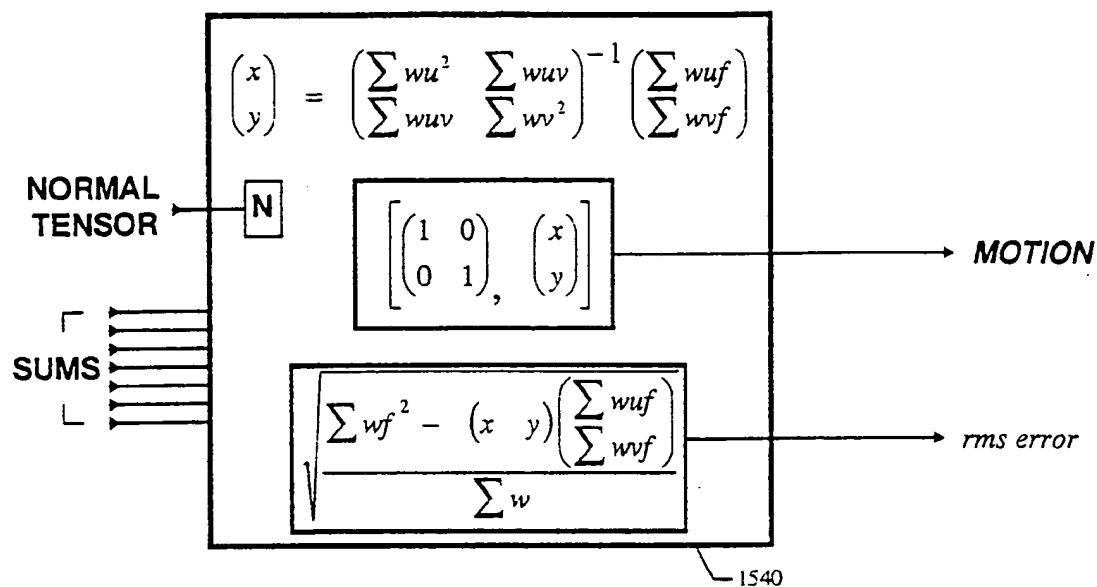 (x y) = (∑wu² ∑wuv ∑wuv ∑wv²)⁻¹ (∑wuf ∑wvf)
NORMAL
TENSOR
N
[(1 0 0 1), (x y)]
MOTION
SUMS
√((∑wf² - (x y)(∑wuf ∑wvf)) / ∑w)
rms error
1540